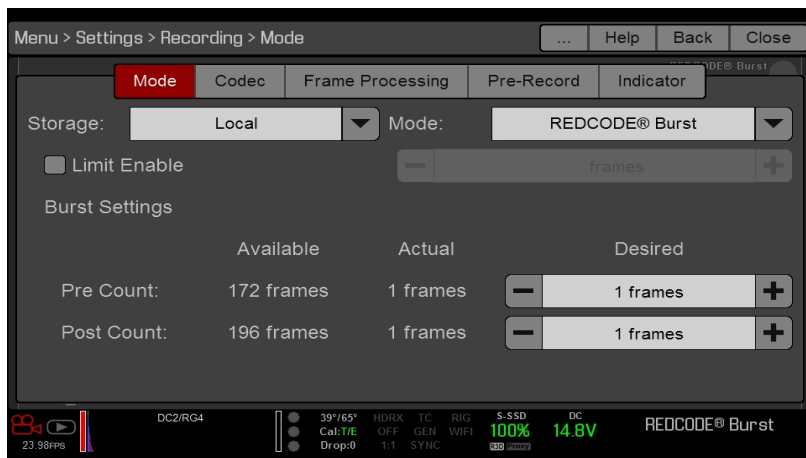 Menu > Settings > Recording > Mode ... Help Back Close
Mode Codec Frame Processing Pre-Record Indicator
Storage: Local Mode: REDCODE® Burst
Limit Enable frames
Burst Settings
Available Actual Desired
Pre Count: 172 frames 1 frames 1 frames
Post Count: 196 frames 1 frames 1 frames
DC2/RG4 39°/65° HDRX TC RIG S-SSD DC
Cal:T/E OFF GEN WIFI 100% 14.8V REDCODE® Burst
23.98FPS Drop:0 1:1 SYNC R3D Proxy